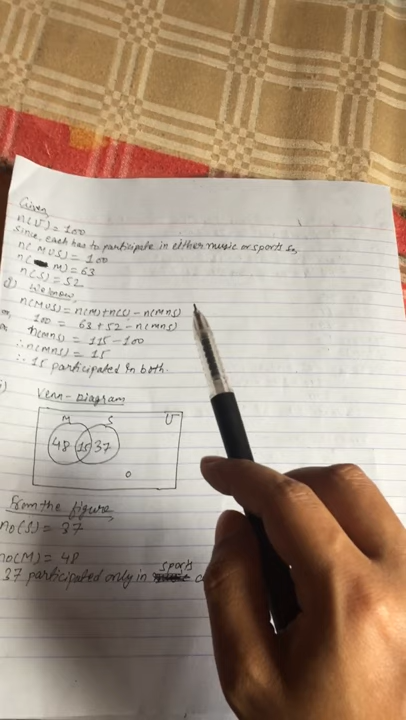 Given,
n(U) = 100
since, each has to participate in either music or sports so,
n(MUS) = 100
n(M) = 63
n(S) = 52
We know,
n(MUS) = n(M)+n(S) - n(M∩S)
100 = 63 + 52 - n(M∩S)
n(M∩S) = 115 - 100
∴ n(M∩S) = 15
∴ 15 participated in both.
Venn-Diagram
M S U
48 15 37
0
From the figure,
no(S) = 37
no(M) = 48
37 participated only in sports